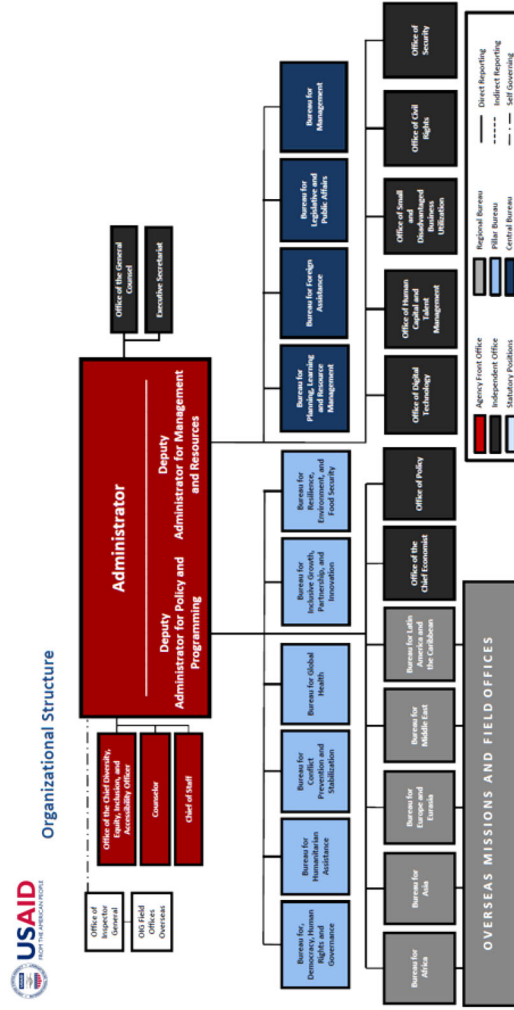 USAID
FROM THE AMERICAN PEOPLE
Organizational Structure
Administrator
Deputy
Administrator for Policy and
Programming
Deputy
Administrator for Management
and Resources
Office of
Inspector
General
OIG Field
Offices
Overseas
Office of the Chief Diversity,
Equity, Inclusion, and
Accessibility Officer
Counselor
Chief of Staff
Office of the General
Counsel
Executive Secretariat
Bureau for,
Democracy, Human
Rights and
Governance
Bureau for
Humanitarian
Assistance
Bureau for
Conflict
Prevention and
Stabilization
Bureau for Global
Health
Bureau for
Inclusive Growth,
Partnership, and
Innovation
Bureau for
Resilience,
Environment, and
Food Security
Bureau for
Planning, Learning
and Resource
Management
Bureau for Foreign
Assistance
Bureau for
Legislative and
Public Affairs
Bureau for
Management
Bureau for
Africa
Bureau for
Asia
Bureau for
Europe and
Eurasia
Bureau for
Middle East
Bureau for Latin
America and
the Caribbean
Office of the
Chief Economist
Office of Policy
Office of Digital
Technology
Office of Human
Capital and
Talent
Management
Office of Small
and
Disadvantaged
Business
Utilization
Office of Civil
Rights
Office of
Security
OVERSEAS MISSIONS AND FIELD OFFICES
Agency Front Office
Independent Office
Statutory Positions
Regional Bureau
Pillar Bureau
Central Bureau
Direct Reporting
Indirect Reporting
Self Governing